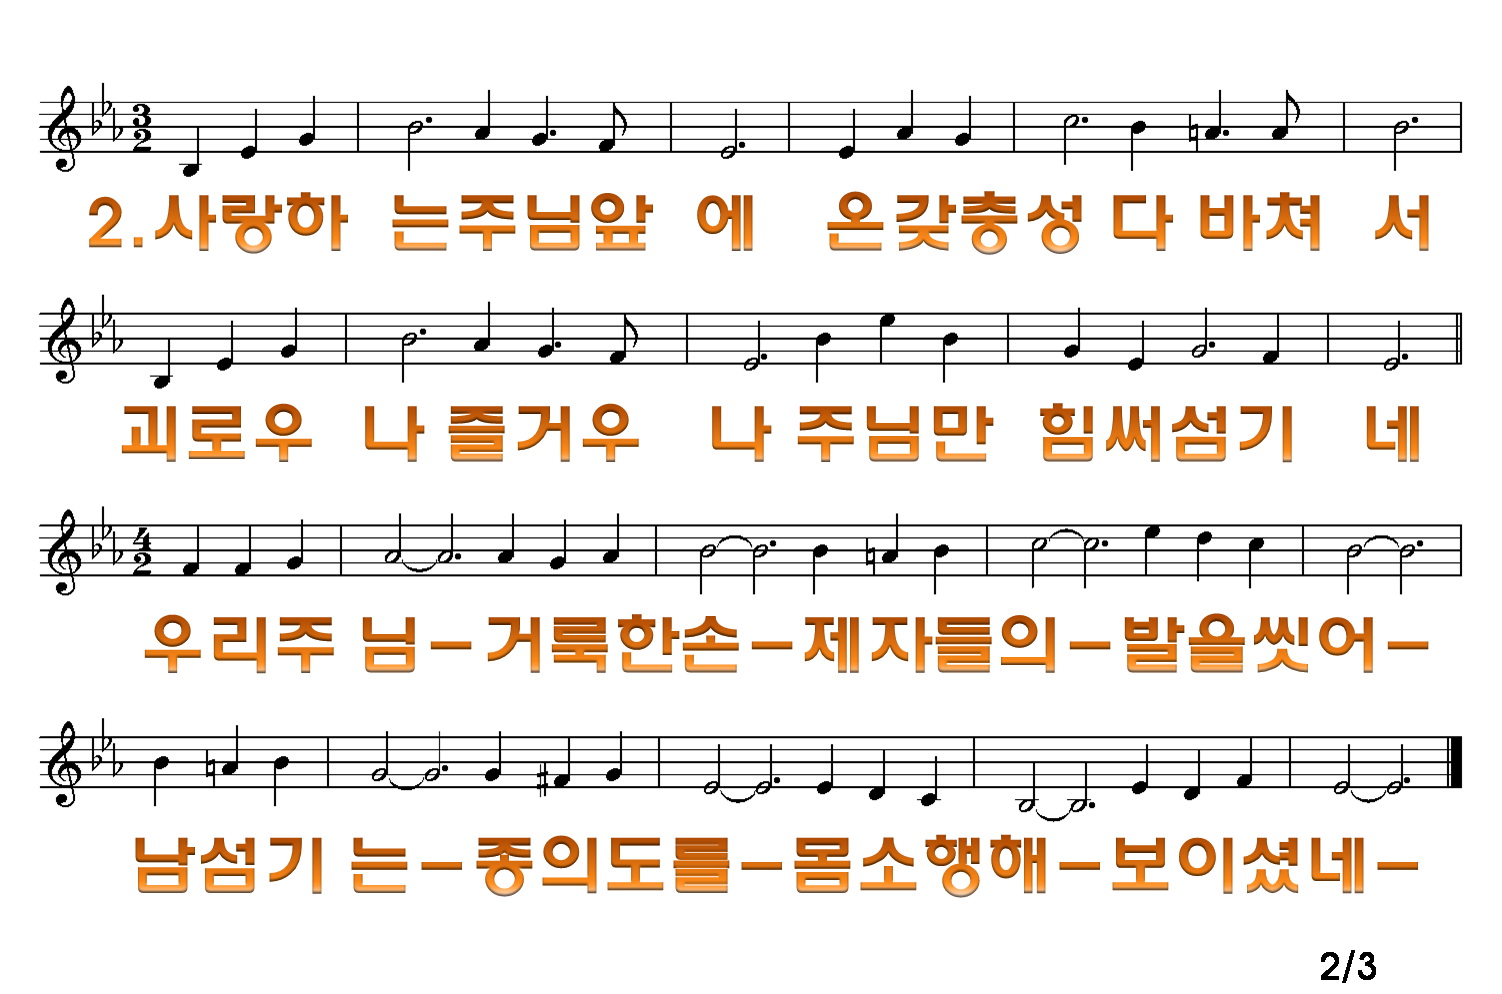 2.사랑하 는주님앞 에 온갖충성 다 바쳐 서
괴로우 나 즐거우 나 주님만 힘써섬기 네
우리주 님-거룩한손-제자들의-발을씻어-
남섬기 는-종의도를-몸소행해-보이셨네-
2/3